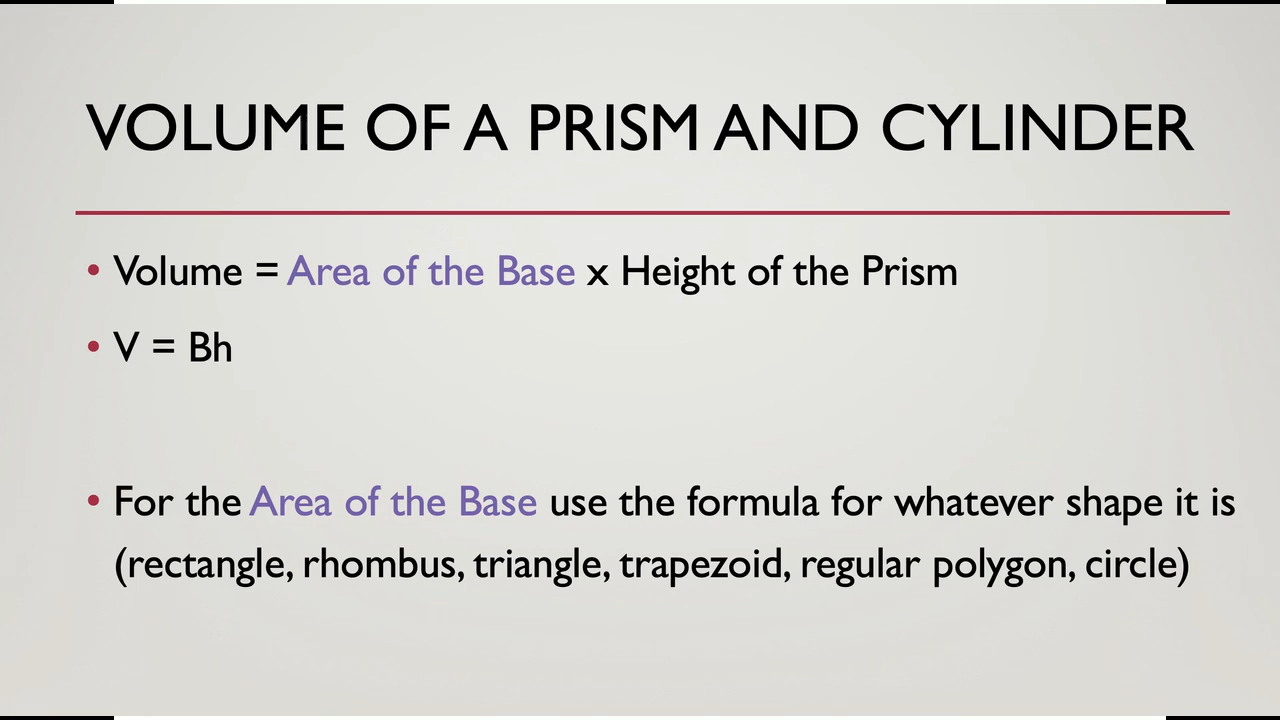 VOLUME OF A PRISM AND CYLINDER
• Volume = Area of the Base x Height of the Prism
• V = Bh
• For the Area of the Base use the formula for whatever shape it is
(rectangle, rhombus, triangle, trapezoid, regular polygon, circle)